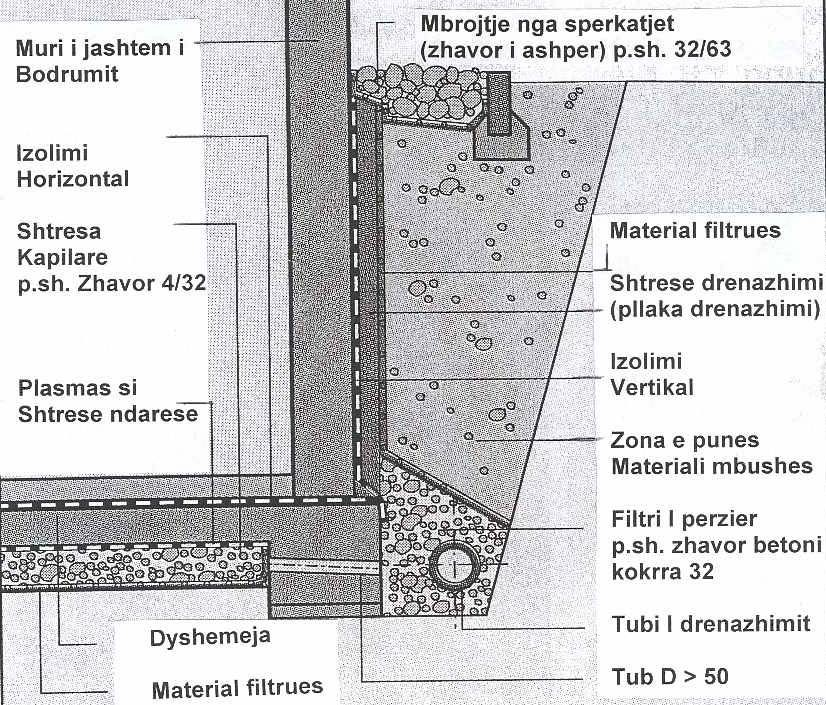 Mbrojtje nga sperkatjet
(zhavor i ashper) p.sh. 32/63
Muri i jashtem i
Bodrumit
Izolimi
Horizontal
Shtresa
Kapilare
p.sh. Zhavor 4/32
Plasmas si
Shtrese ndarese
Material filtrues
Shtrese drenazhimi
(pllaka drenazhimi)
Izolimi
Vertikal
Zona e punes
Materiali mbushes
Filtri I perzier
p.sh. zhavor betoni
kokrra 32
Tubi I drenazhimit
Tub D > 50
Dyshemeja
Material filtrues